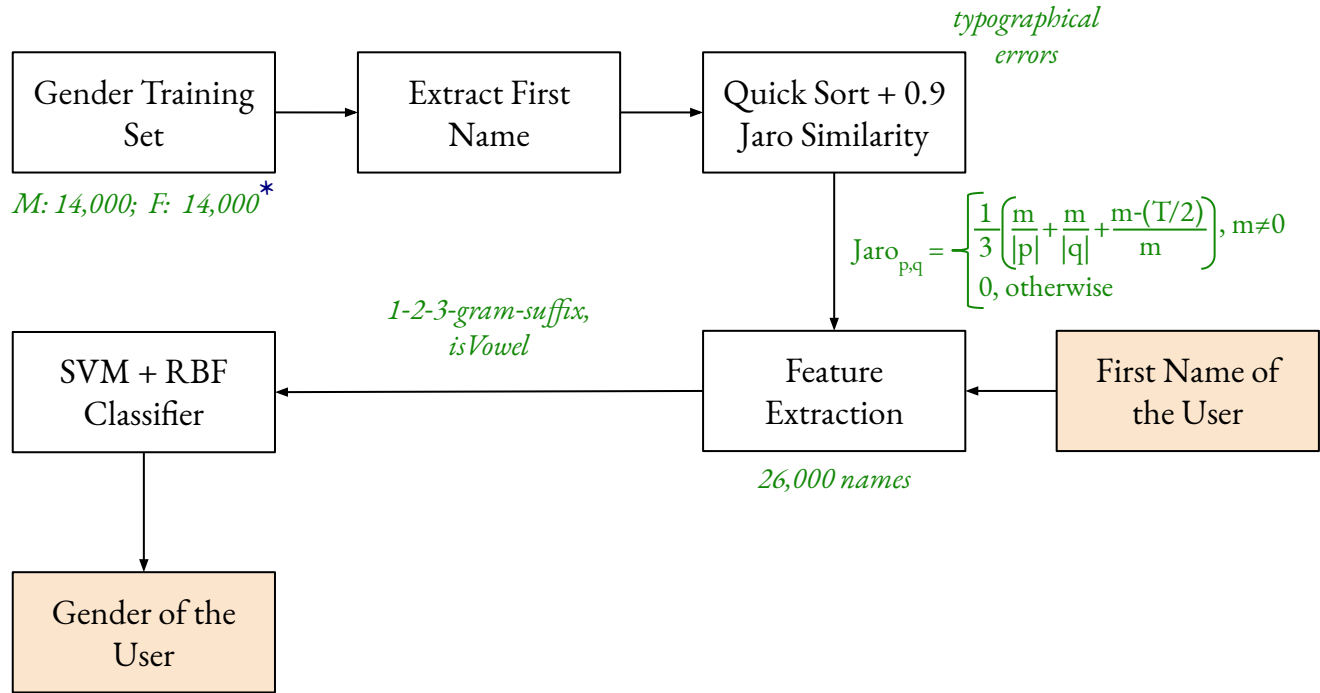 typographical
errors
Gender Training
Set
Extract First
Name
Quick Sort + 0.9
Jaro Similarity
M: 14,000; F: 14,000*
Jaro_{p,q} = { 1/3 ( m/|p| + m/|q| + m-(T/2)/m ), m≠0
0, otherwise
1-2-3-gram-suffix,
isVowel
SVM + RBF
Classifier
Feature
Extraction
First Name of
the User
26,000 names
Gender of the
User